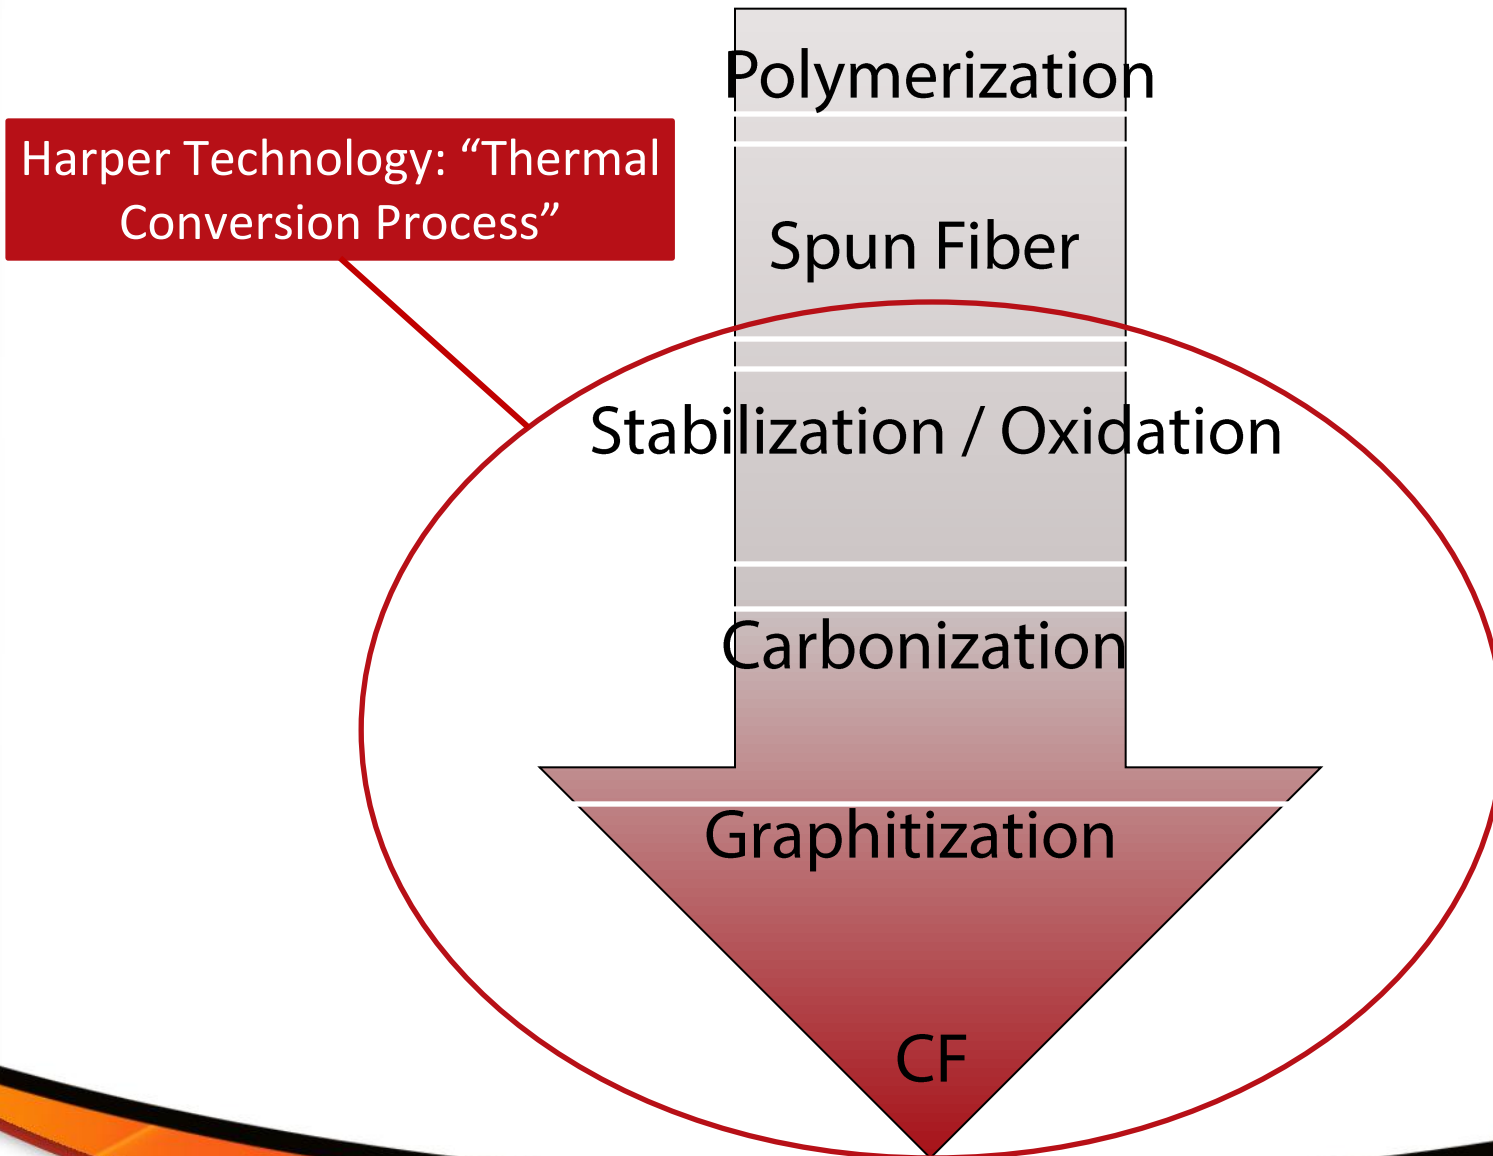 Polymerization
Harper Technology: “Thermal
Conversion Process”
Spun Fiber
Stabilization / Oxidation
Carbonization
Graphitization
CF